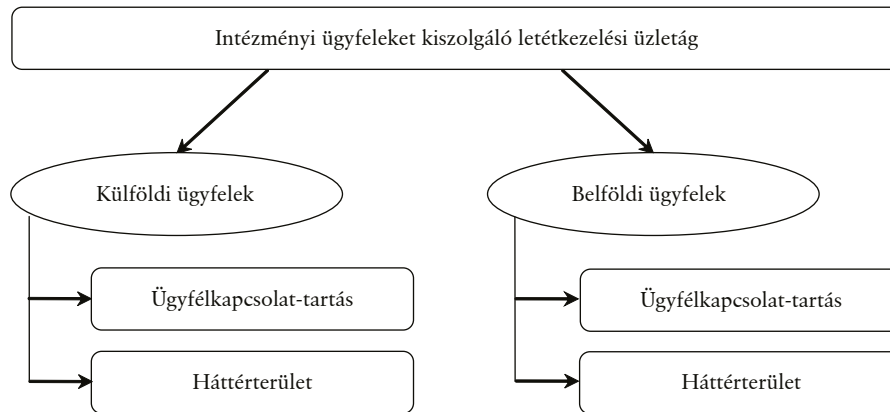 Intézményi ügyfeleket kiszolgáló letétkezelési üzletág
Külföldi ügyfelek
Belföldi ügyfelek
Ügyfélkapcsolat-tartás
Ügyfélkapcsolat-tartás
Háttérterület
Háttérterület